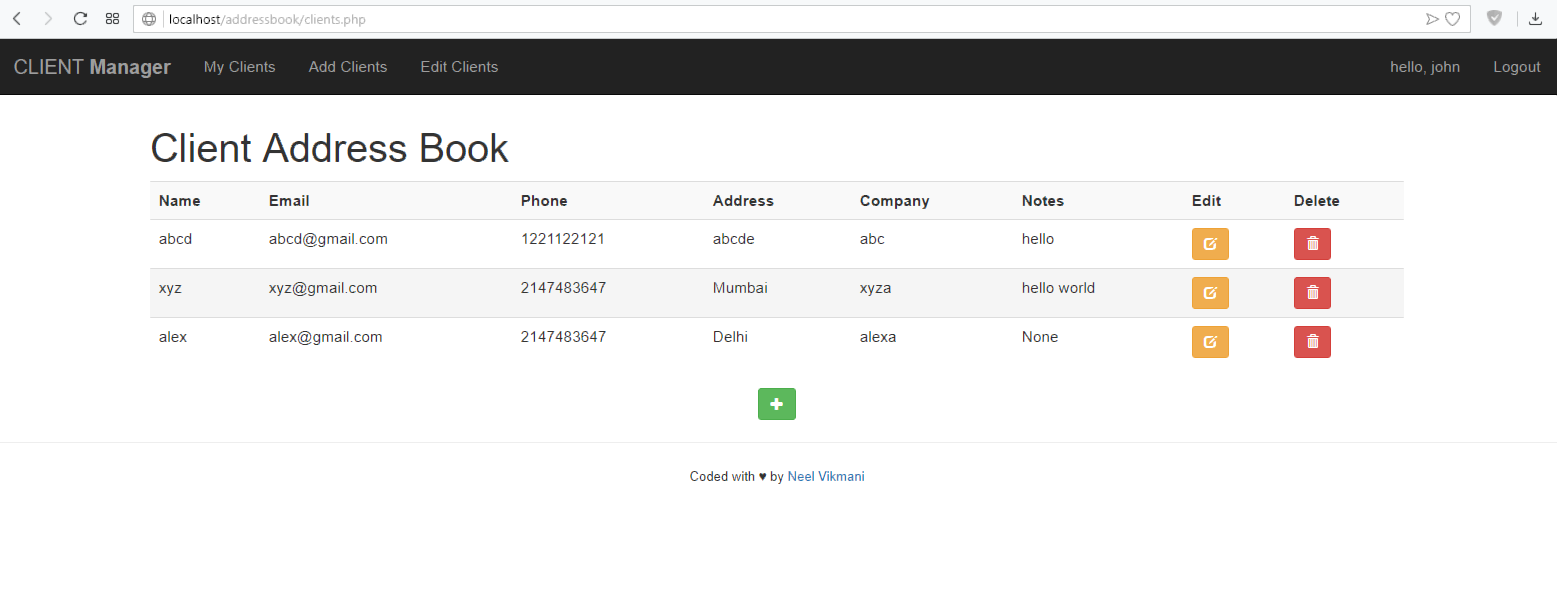 localhost/addressbook/clients.php
CLIENT Manager My Clients Add Clients Edit Clients hello, john Logout
Client Address Book
Name Email Phone Address Company Notes Edit Delete
abcd abcd@gmail.com 1221122121 abcde abc hello
xyz xyz@gmail.com 2147483647 Mumbai xyza hello world
alex alex@gmail.com 2147483647 Delhi alexa None
Coded with ♥ by Neel Vikmani